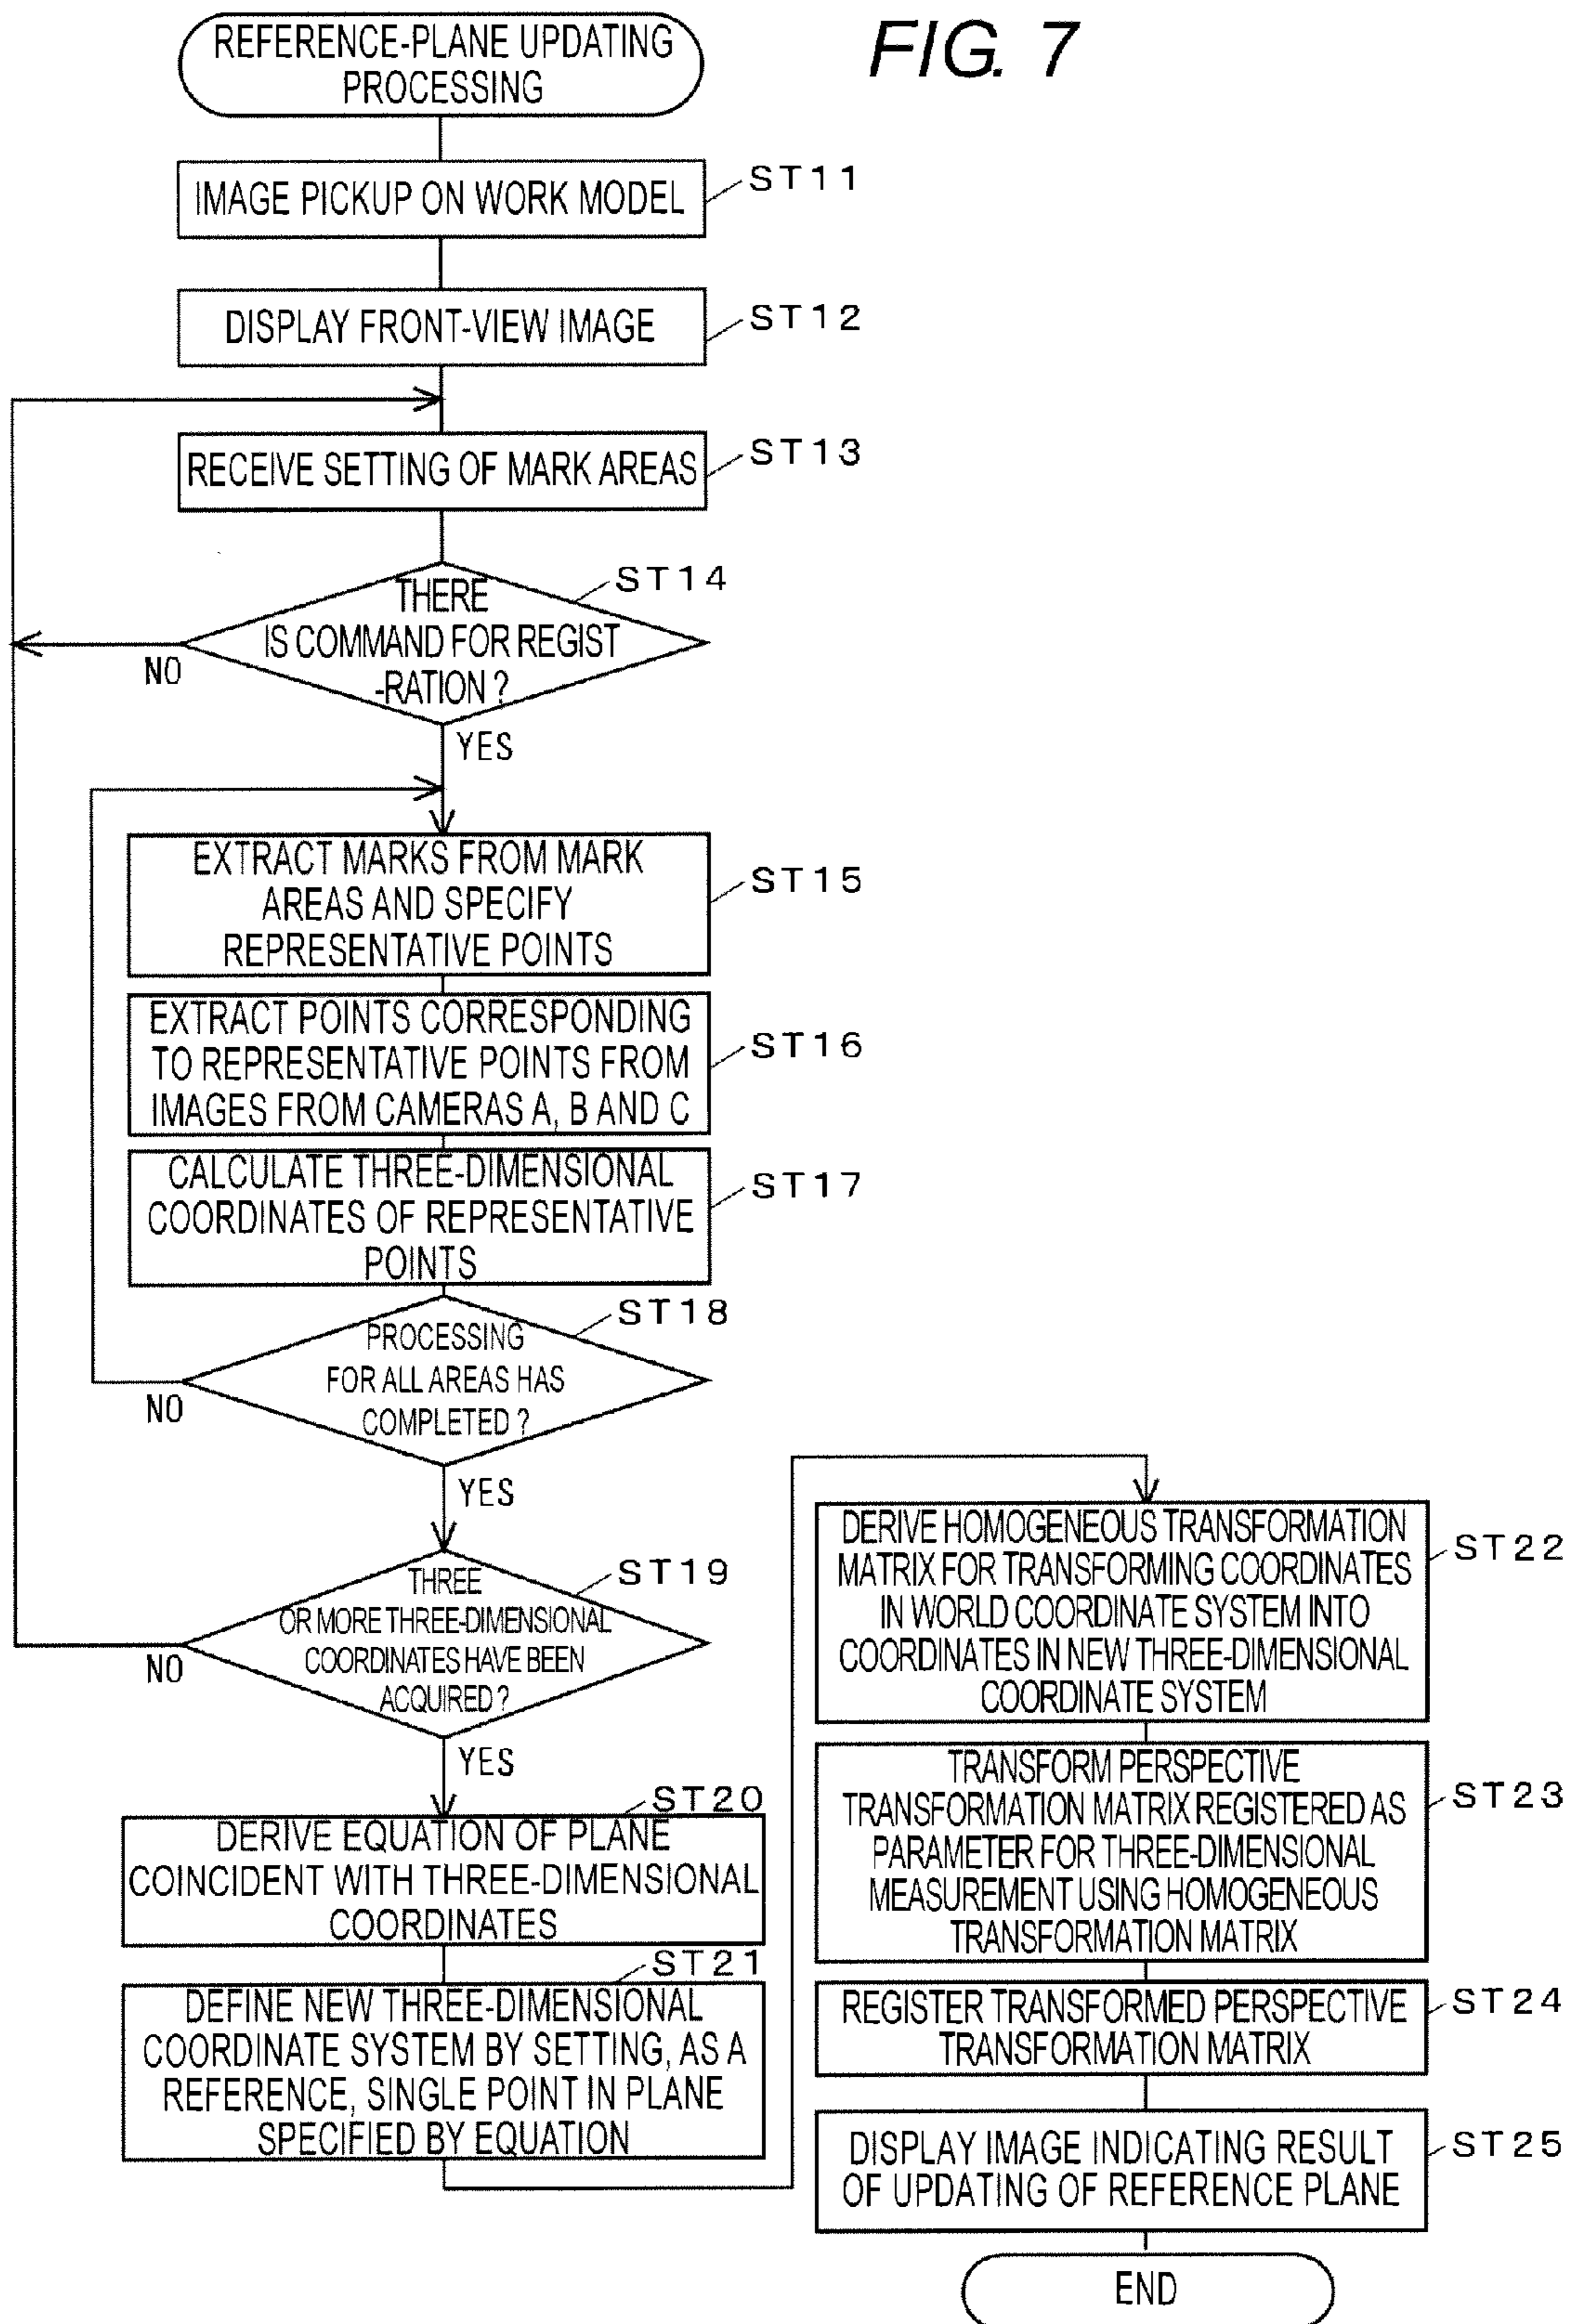 FIG. 7
REFERENCE-PLANE UPDATING
PROCESSING
IMAGE PICKUP ON WORK MODEL
ST11
DISPLAY FRONT-VIEW IMAGE
ST12
RECEIVE SETTING OF MARK AREAS
ST13
THERE
IS COMMAND FOR REGIST
-RATION ?
ST14
NO
YES
EXTRACT MARKS FROM MARK
AREAS AND SPECIFY
REPRESENTATIVE POINTS
ST15
EXTRACT POINTS CORRESPONDING
TO REPRESENTATIVE POINTS FROM
IMAGES FROM CAMERAS A, B AND C
ST16
CALCULATE THREE-DIMENSIONAL
COORDINATES OF REPRESENTATIVE
POINTS
ST17
PROCESSING
FOR ALL AREAS HAS
COMPLETED ?
ST18
NO
YES
THREE
OR MORE THREE-DIMENSIONAL
COORDINATES HAVE BEEN
ACQUIRED ?
ST19
NO
YES
ST20
DERIVE EQUATION OF PLANE
COINCIDENT WITH THREE-DIMENSIONAL
COORDINATES
ST21
DEFINE NEW THREE-DIMENSIONAL
COORDINATE SYSTEM BY SETTING, AS A
REFERENCE, SINGLE POINT IN PLANE
SPECIFIED BY EQUATION
DERIVE HOMOGENEOUS TRANSFORMATION
MATRIX FOR TRANSFORMING COORDINATES
IN WORLD COORDINATE SYSTEM INTO
COORDINATES IN NEW THREE-DIMENSIONAL
COORDINATE SYSTEM
ST22
TRANSFORM PERSPECTIVE
TRANSFORMATION MATRIX REGISTERED AS
PARAMETER FOR THREE-DIMENSIONAL
MEASUREMENT USING HOMOGENEOUS
TRANSFORMATION MATRIX
ST23
REGISTER TRANSFORMED PERSPECTIVE
TRANSFORMATION MATRIX
ST24
DISPLAY IMAGE INDICATING RESULT
OF UPDATING OF REFERENCE PLANE
ST25
END